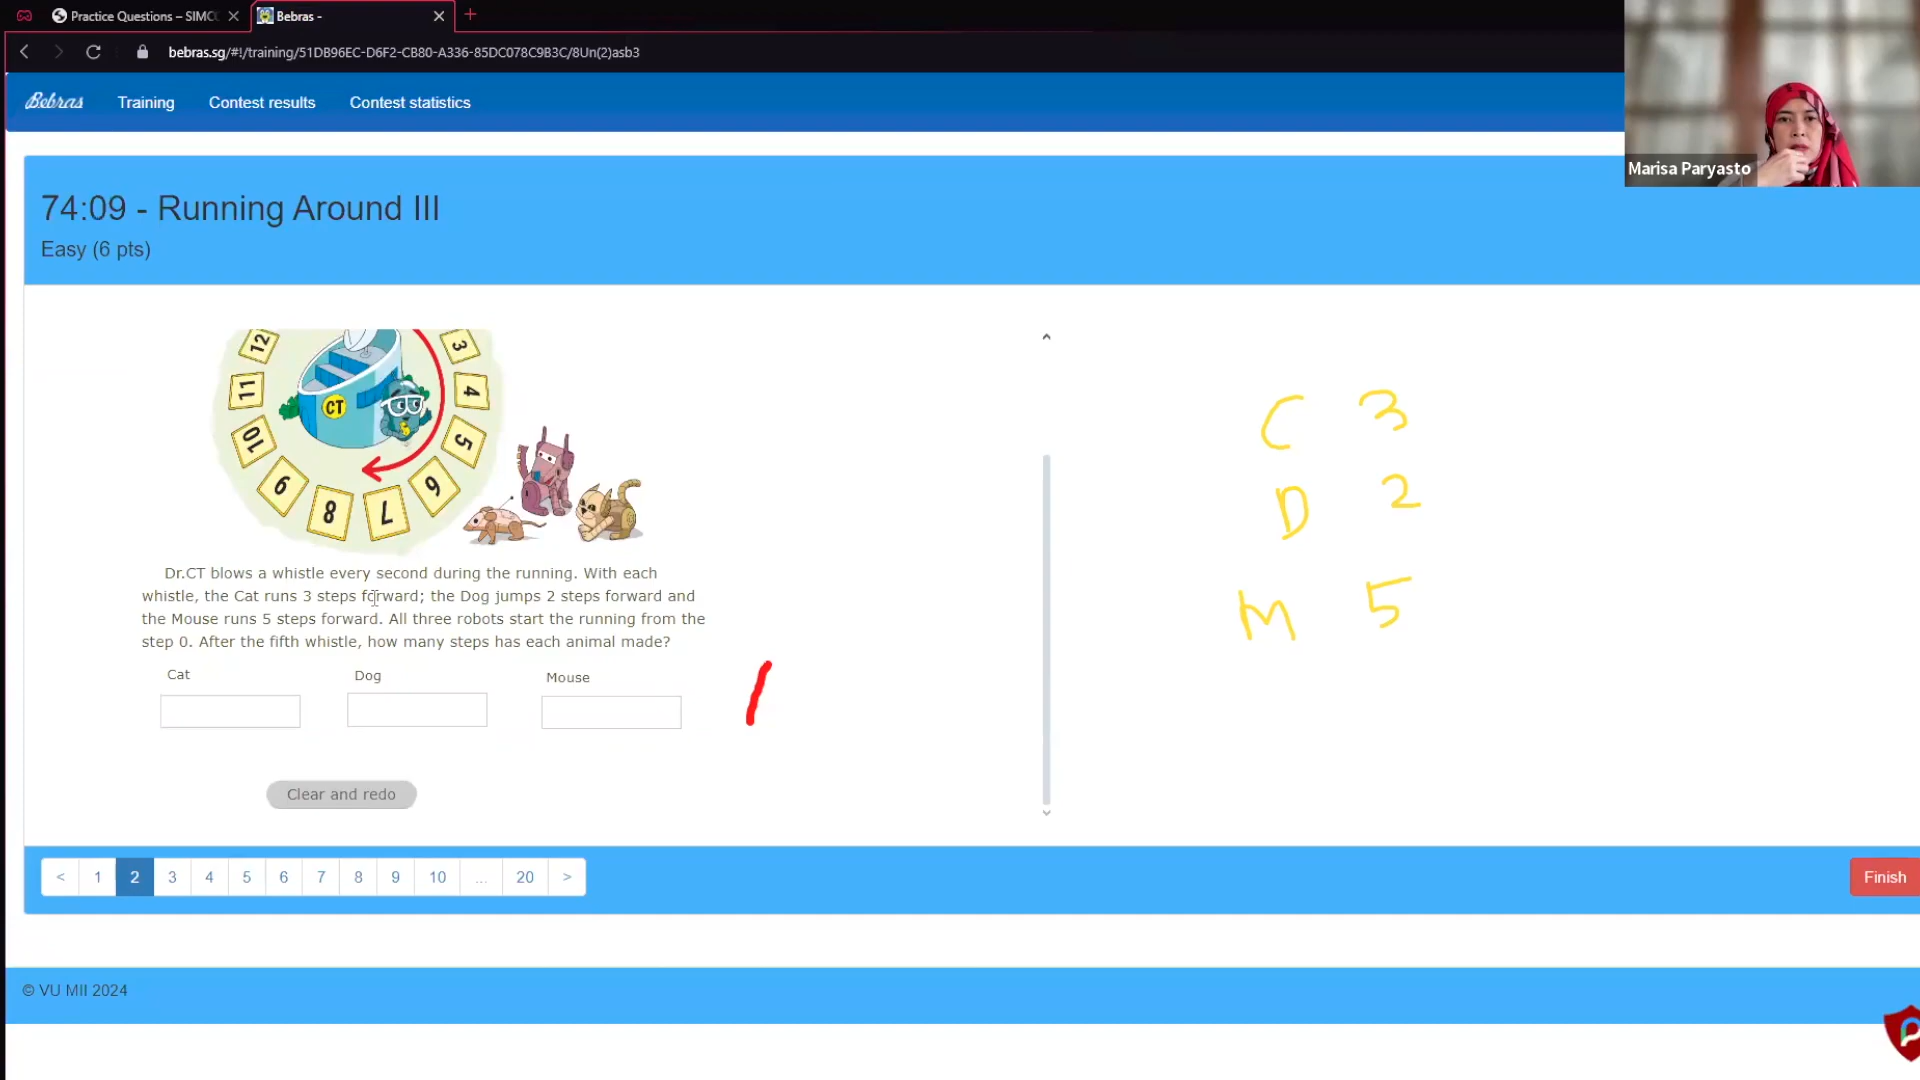 Practice Questions – SIMC
Bebras -
bebras.sg/#!/training/51DB96EC-D6F2-CB80-A336-85DC078C9B3C/8Un(2)asb3
Bebras
Training
Contest results
Contest statistics
Marisa Paryasto
74:09 - Running Around III
Easy (6 pts)
12
11
10
9
8
7
6
5
4
3
CT
Dr.CT blows a whistle every second during the running. With each
whistle, the Cat runs 3 steps forward; the Dog jumps 2 steps forward and
the Mouse runs 5 steps forward. All three robots start the running from the
step 0. After the fifth whistle, how many steps has each animal made?
Cat
Dog
Mouse
Clear and redo
C 3
D 2
M 5
< 1 2 3 4 5 6 7 8 9 10 ... 20 >
Finish
© VU MII 2024